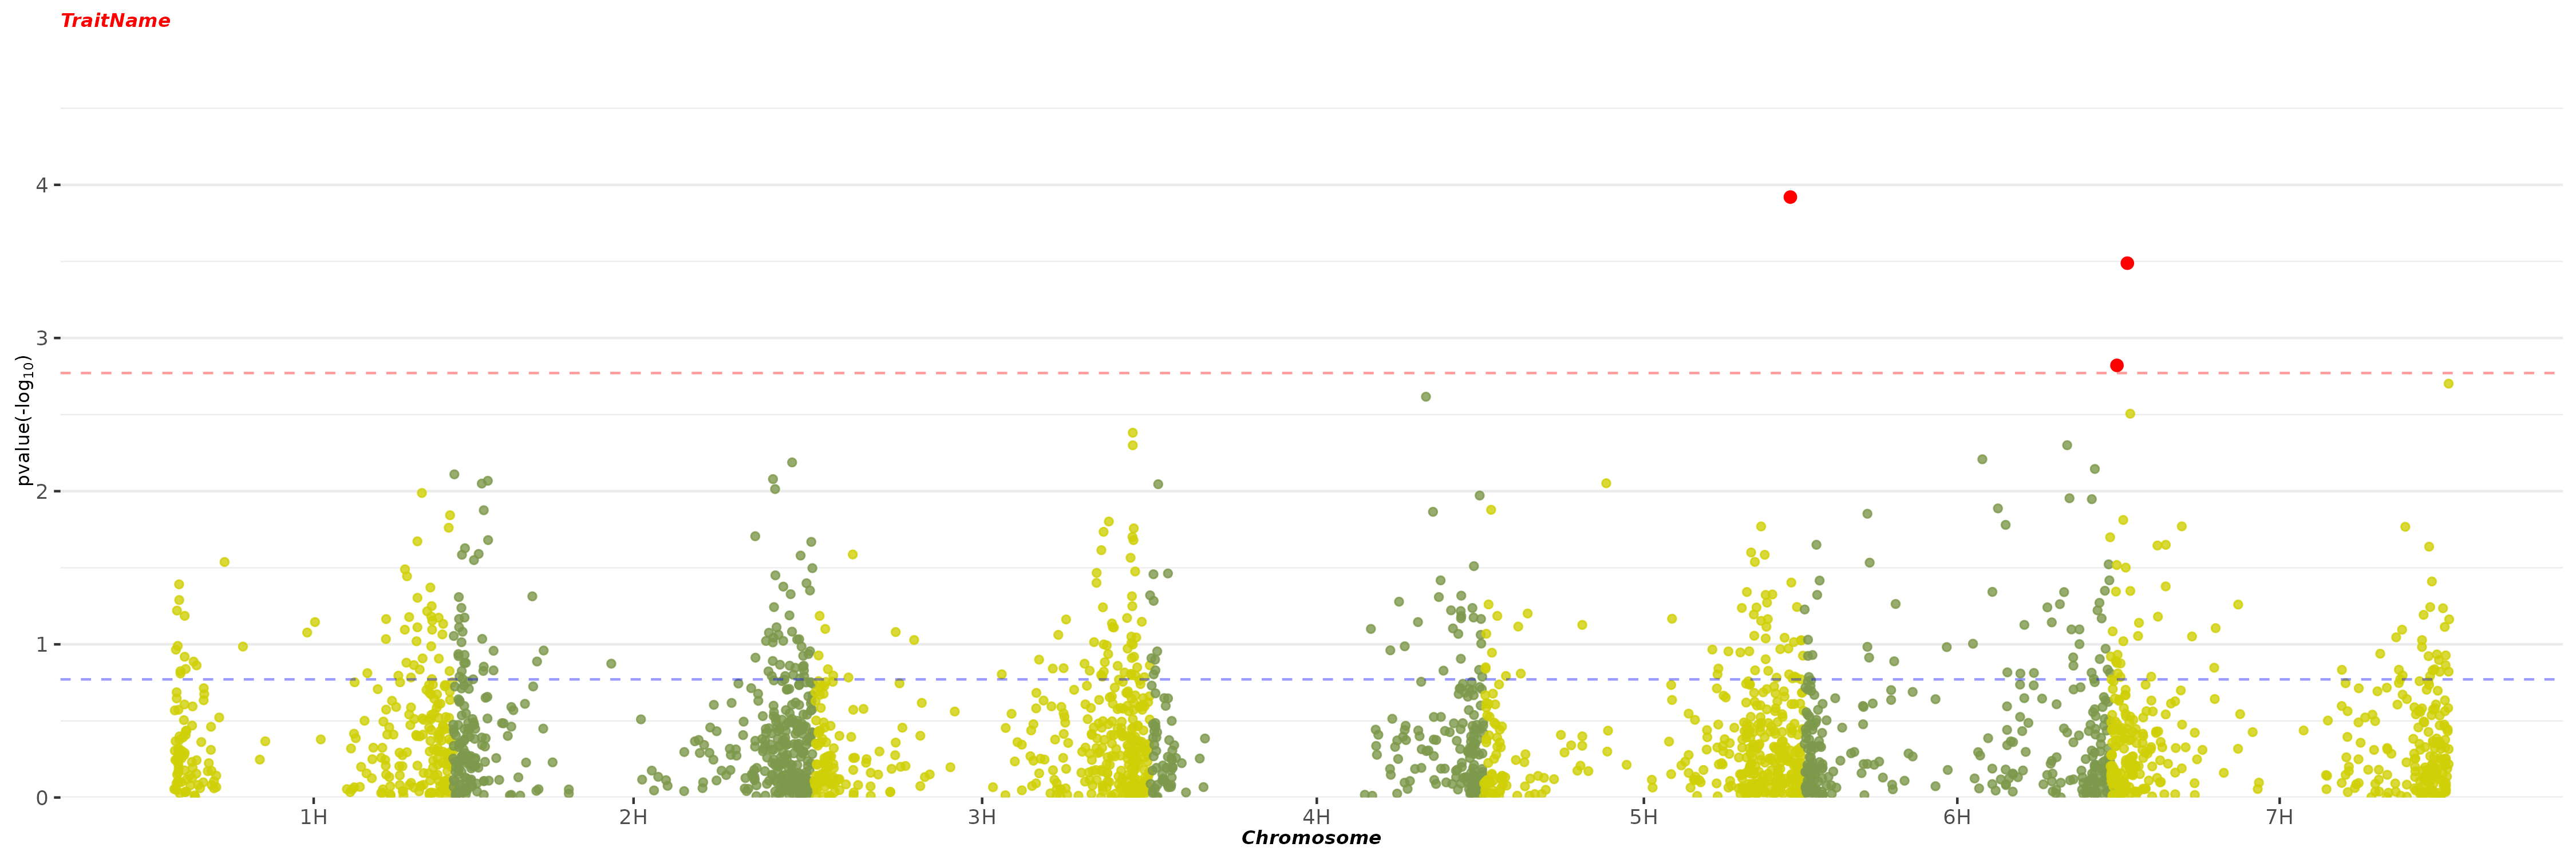 TraitName
4
3
2
1
0
pvalue(-log₁₀)
1H 2H 3H 4H 5H 6H 7H
Chromosome